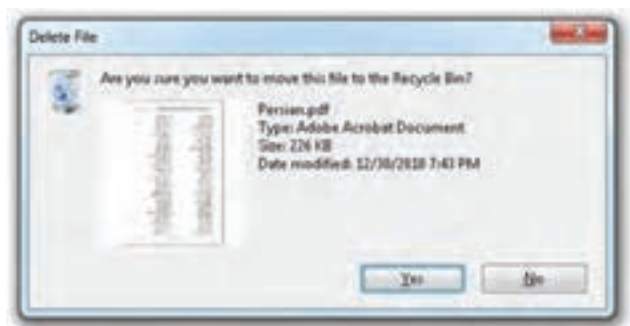 Delete File
Are you sure you want to move this file to the Recycle Bin?
Persian.pdf
Type: Adobe Acrobat Document
Size: 226 KB
Date modified: 12/30/2018 7:43 PM
Yes
No